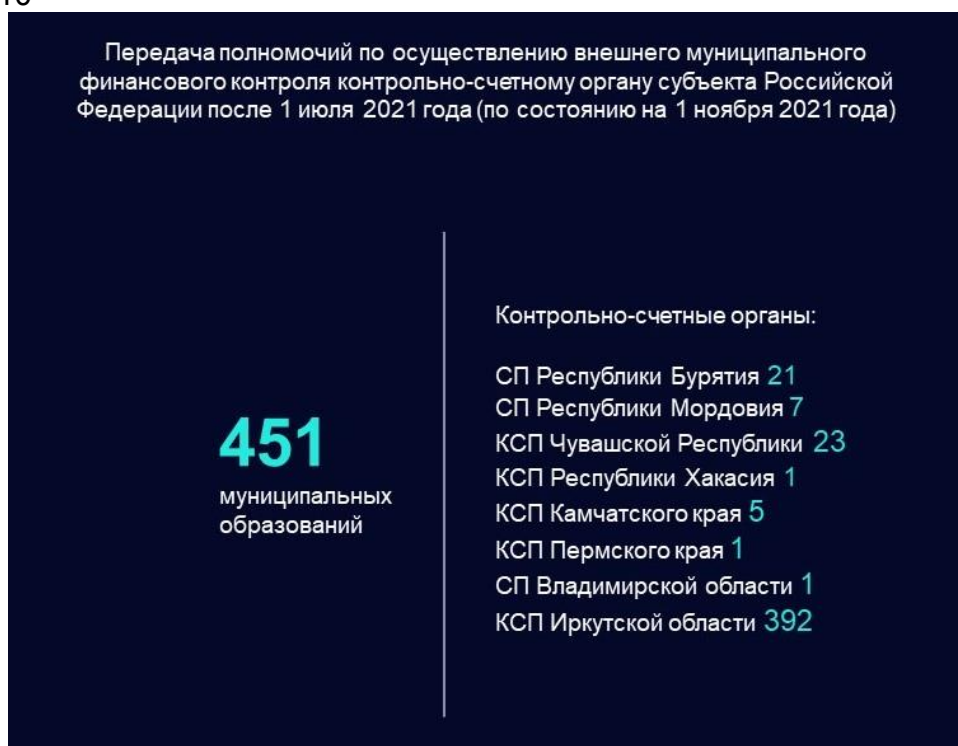 Передача полномочий по осуществлению внешнего муниципального
финансового контроля контрольно-счетному органу субъекта Российской
Федерации после 1 июля 2021 года (по состоянию на 1 ноября 2021 года)
451
муниципальных
образований
Контрольно-счетные органы:
СП Республики Бурятия 21
СП Республики Мордовия 7
КСП Чувашской Республики 23
КСП Республики Хакасия 1
КСП Камчатского края 5
КСП Пермского края 1
СП Владимирской области 1
КСП Иркутской области 392